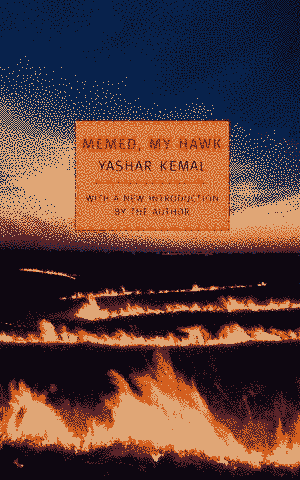 MEMED, MY HAWK
YASHAR KEMAL
WITH A NEW INTRODUCTION
BY THE AUTHOR